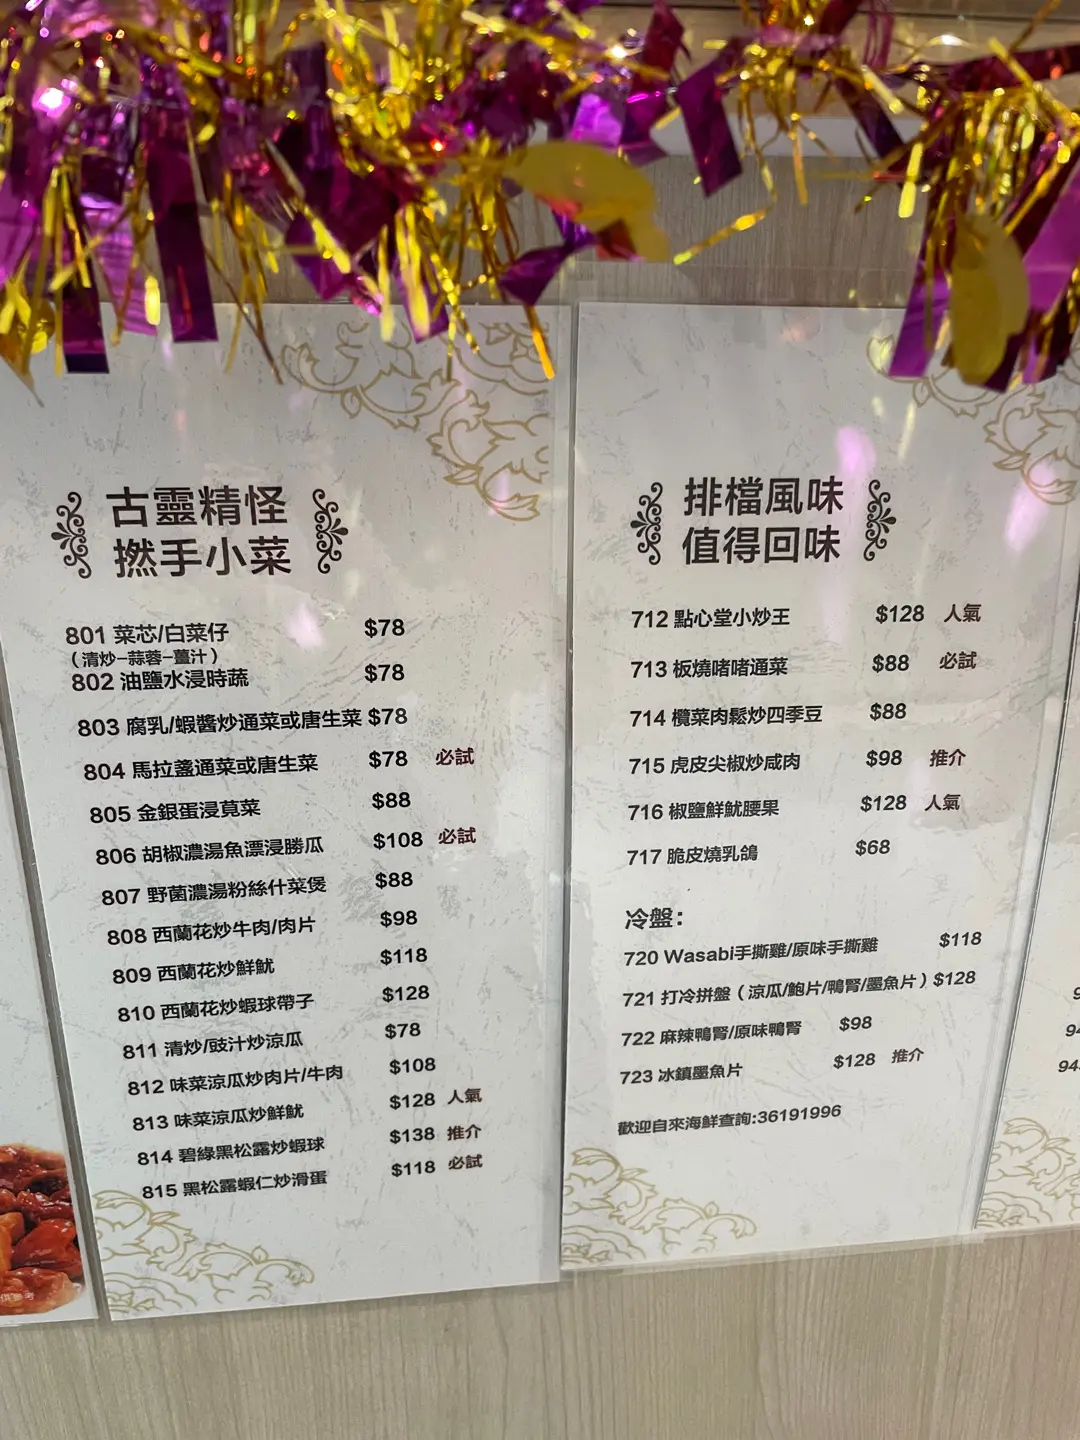 古靈精怪
撚手小菜
801 菜芯/白菜仔 $78
（清炒–蒜蓉–薑汁）
802 油鹽水浸時蔬 $78
803 腐乳/蝦醬炒通菜或唐生菜 $78
804 馬拉盞通菜或唐生菜 $78 必試
805 金銀蛋浸莧菜 $88
806 胡椒濃湯魚漂浸勝瓜 $108 必試
807 野菌濃湯粉絲什菜煲 $88
808 西蘭花炒牛肉/肉片 $98
809 西蘭花炒鮮魷 $118
810 西蘭花炒蝦球帶子 $128
811 清炒/豉汁炒涼瓜 $78
812 味菜涼瓜炒肉片/牛肉 $108
813 味菜涼瓜炒鮮魷 $128 人氣
814 碧綠黑松露炒蝦球 $138 推介
815 黑松露蝦仁炒滑蛋 $118 必試
排檔風味
值得回味
712 點心堂小炒王 $128 人氣
713 板燒啫啫通菜 $88 必試
714 欖菜肉鬆炒四季豆 $88
715 虎皮尖椒炒咸肉 $98 推介
716 椒鹽鮮魷腰果 $128 人氣
717 脆皮燒乳鴿 $68
冷盤：
720 Wasabi手撕雞/原味手撕雞 $118
721 打冷拼盤（涼瓜/鮑片/鴨腎/墨魚片）$128
722 麻辣鴨腎/原味鴨腎 $98
723 冰鎮墨魚片 $128 推介
歡迎自來海鮮查詢:36191996